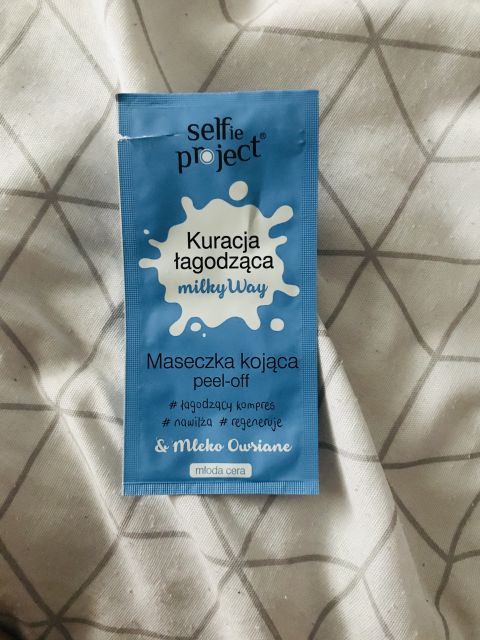 selfie
project®
Kuracja
łagodząca
milkyWay
Maseczka kojąca
peel-off
# łagodzący kompres
# nawilża # regeneruje
& Mleko Owsiane
młoda cera